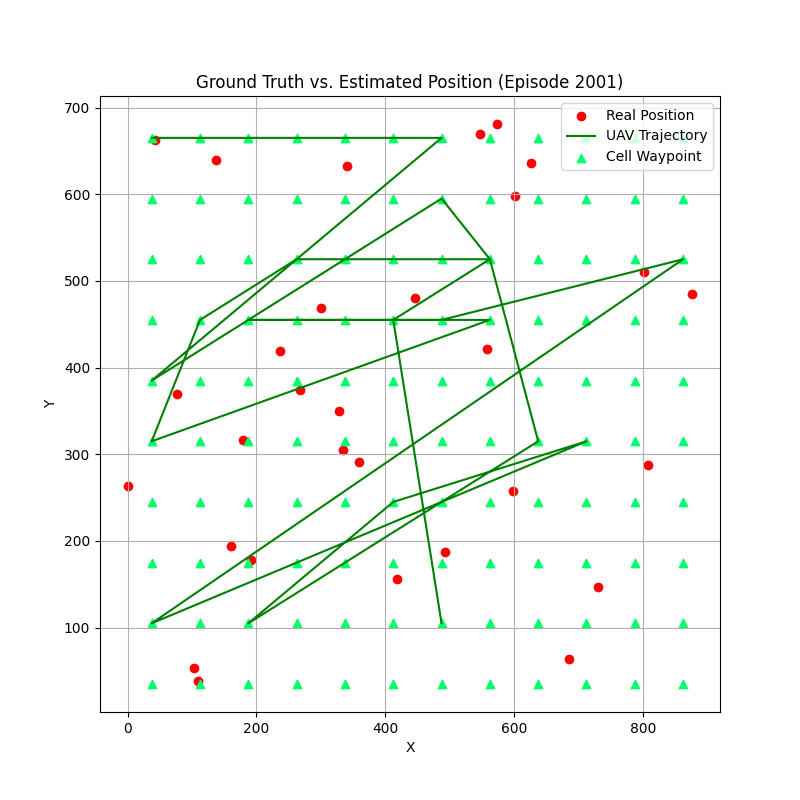 Ground Truth vs. Estimated Position (Episode 2001)
Real Position
UAV Trajectory
Cell Waypoint
700
600
500
400
300
200
100
Y
0 200 400 600 800
X